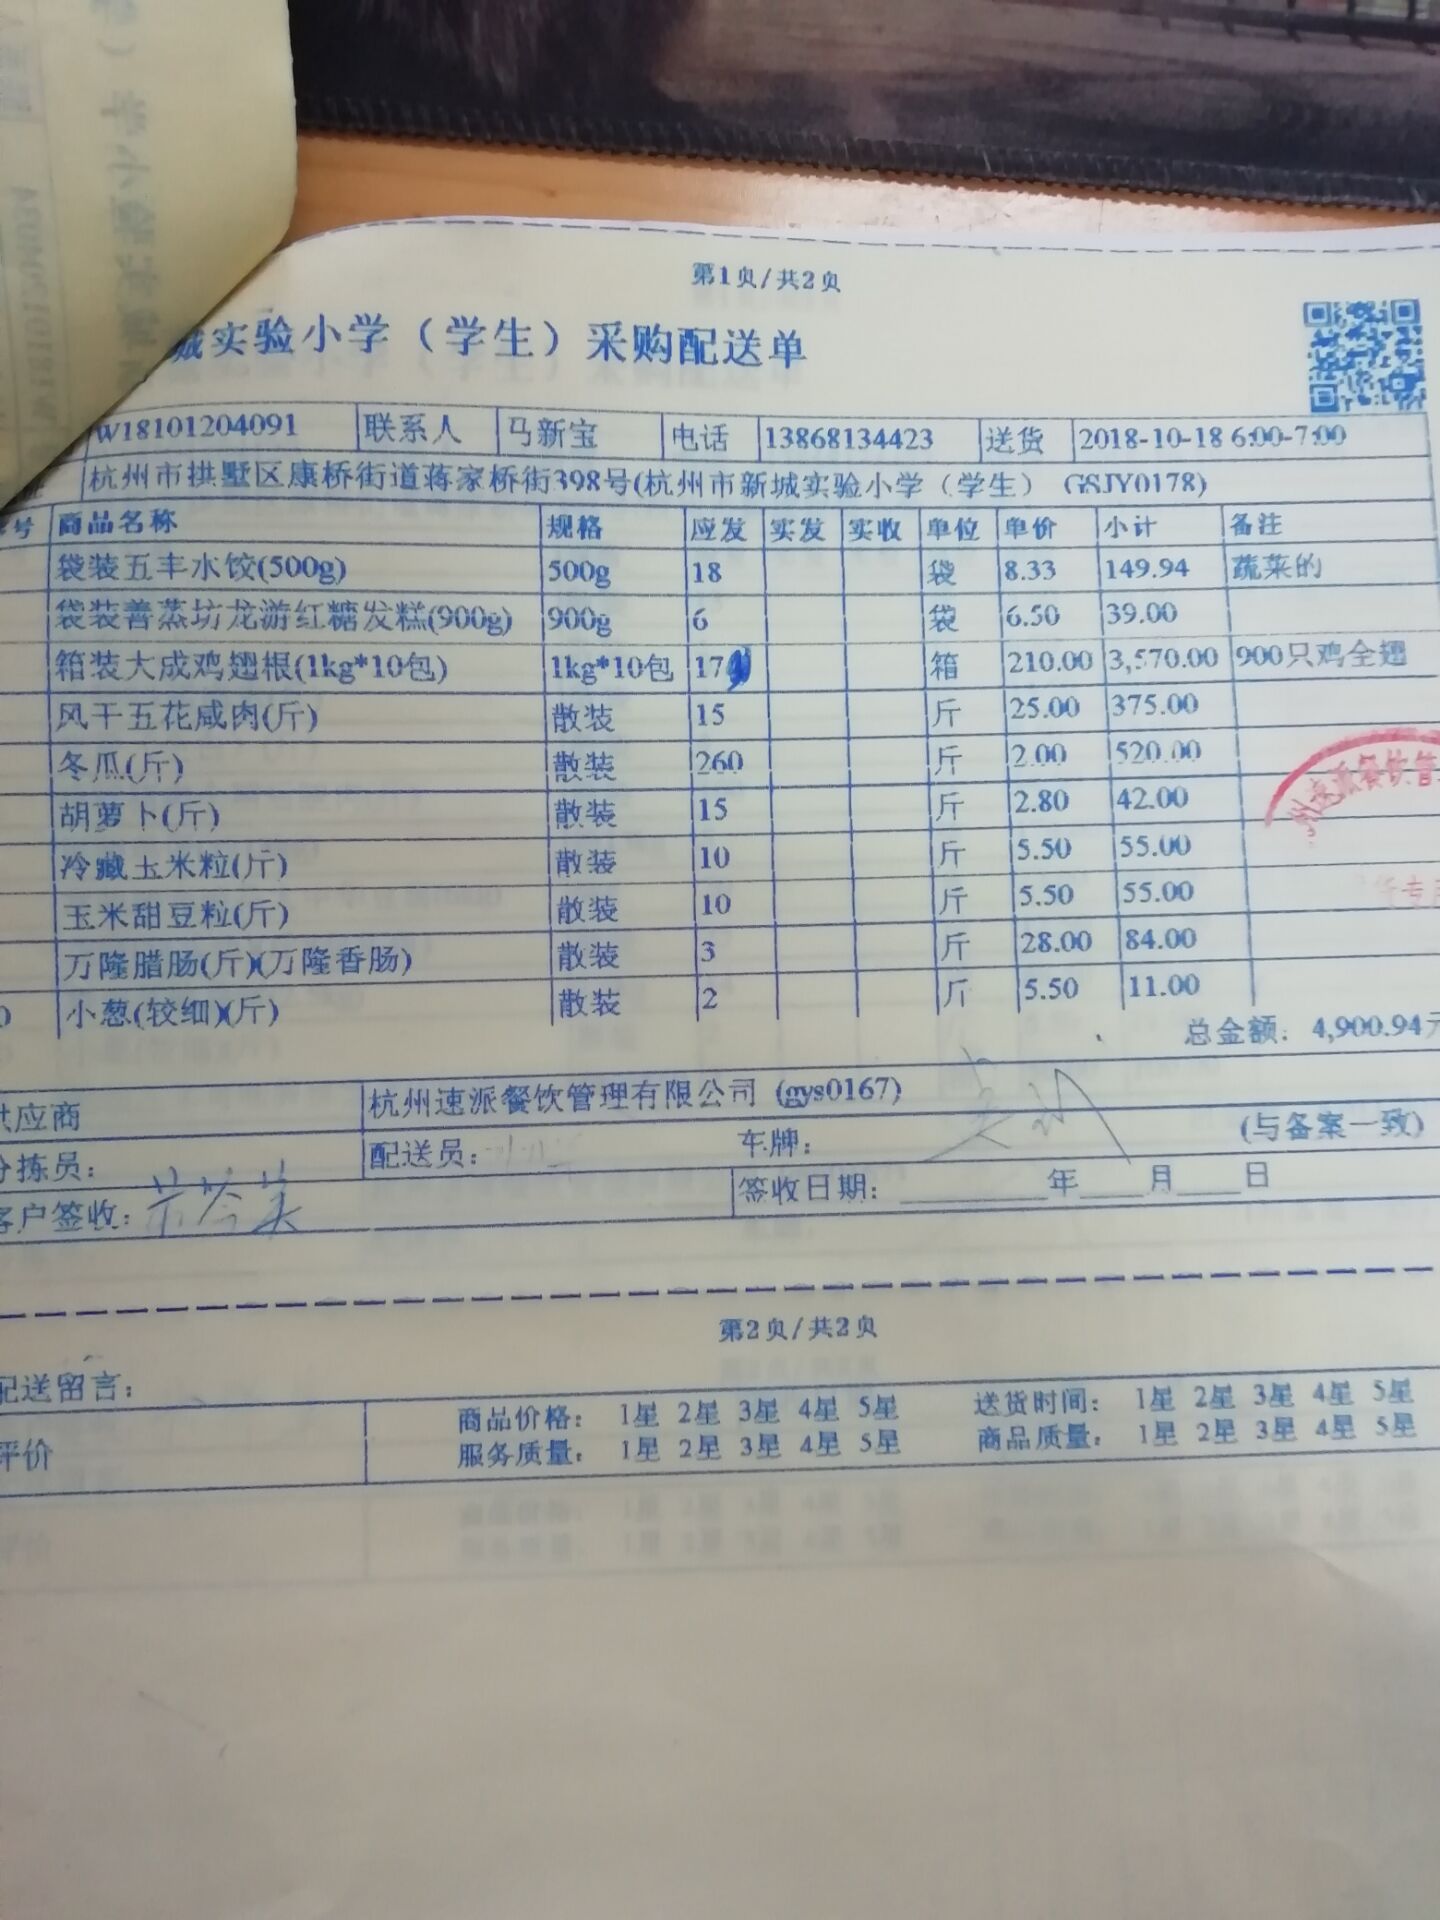 第1页/共2页
城实验小学（学生）采购配送单
W18101204091 联系人 马新宝 电话 13868134423 送货 2018-10-18 6:00-7:00
杭州市拱墅区康桥街道蒋家桥街398号(杭州市新城实验小学（学生） GSJY0178)
号 商品名称 规格 应发 实发 实收 单位 单价 小计 备注
袋装五丰水饺(500g) 500g 18 袋 8.33 149.94 蔬菜的
袋装善蒸坊龙游红糖发糕(900g) 900g 6 袋 6.50 39.00
箱装大成鸡翅根(1kg*10包) 1kg*10包 17 箱 210.00 3,570.00 900只鸡全翅
风干五花咸肉(斤) 散装 15 斤 25.00 375.00
冬瓜(斤) 散装 260 斤 2.00 520.00
胡萝卜(斤) 散装 15 斤 2.80 42.00
冷藏玉米粒(斤) 散装 10 斤 5.50 55.00
玉米甜豆粒(斤) 散装 10 斤 5.50 55.00
万隆腊肠(斤)(万隆香肠) 散装 3 斤 28.00 84.00
0 小葱(较细)(斤) 散装 2 斤 5.50 11.00
速派餐饮管
货专用
总金额: 4,900.94元
供应商 杭州速派餐饮管理有限公司 (gys0167)
分拣员: 配送员: 车牌: (与备案一致)
客户签收: 签收日期: 年 月 日
第2页/共2页
配送留言:
评价 商品价格: 1星 2星 3星 4星 5星 送货时间: 1星 2星 3星 4星 5星
服务质量: 1星 2星 3星 4星 5星 商品质量: 1星 2星 3星 4星 5星